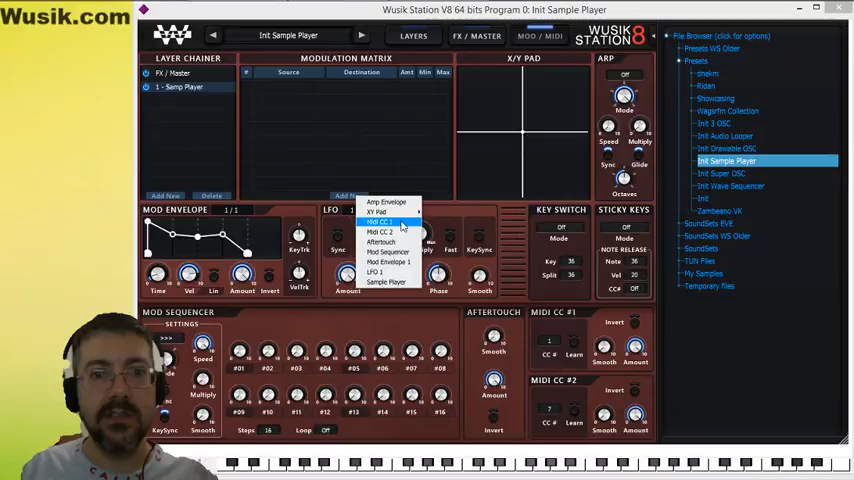 Wusik.com
Wusik Station V8 64 bits Program 0: Init Sample Player
Init Sample Player
LAYERS
FX / MASTER
MOD / MIDI
WUSIK
STATION 8
LAYER CHAINER
FX / Master
1 - Samp Player
Add New
Delete
MODULATION MATRIX
# Source Destination Amt Min Max
Add New
X/Y PAD
ARP
Off
Mode
Speed
Multiply
Sync
Glide
Octaves
Amp Envelope
XY Pad
Midi CC 1
Midi CC 2
Aftertouch
Mod Sequencer
Mod Envelope 1
LFO 1
Sample Player
MOD ENVELOPE
1 / 1
KeyTrk
VelTrk
Time
Vel
Lin
Amount
Invert
LFO
Sync
Fast
KeySync
Amount
Phase
Smooth
KEY SWITCH
Off
Key 36
Split 36
STICKY KEYS
Off
NOTE RELEASE
Note 36
Vel 20
CC# Off
MOD SEQUENCER
SETTINGS
>>>
Speed
Multiply
KeySync
Smooth
#01 #02 #03 #04 #05 #06 #07 #08
#09 #10 #11 #12 #13 #14 #15 #16
Steps 16
Loop Off
AFTERTOUCH
Smooth
Amount
Invert
MIDI CC #1
Invert
1
CC #
Learn
Smooth
Amount
MIDI CC #2
Invert
7
CC #
Learn
Smooth
Amount
File Browser (click for options)
Presets WS Older
Presets
dnekm
Ridan
Showcasing
Wagsrfm Collection
Init 3 OSC
Init Audio Looper
Init Drawable OSC
Init Sample Player
Init Super OSC
Init Wave Sequencer
Init
Zambeeno VK
SoundSets EVE
SoundSets WS Older
SoundSets
TUN Files
My Samples
Temporary files